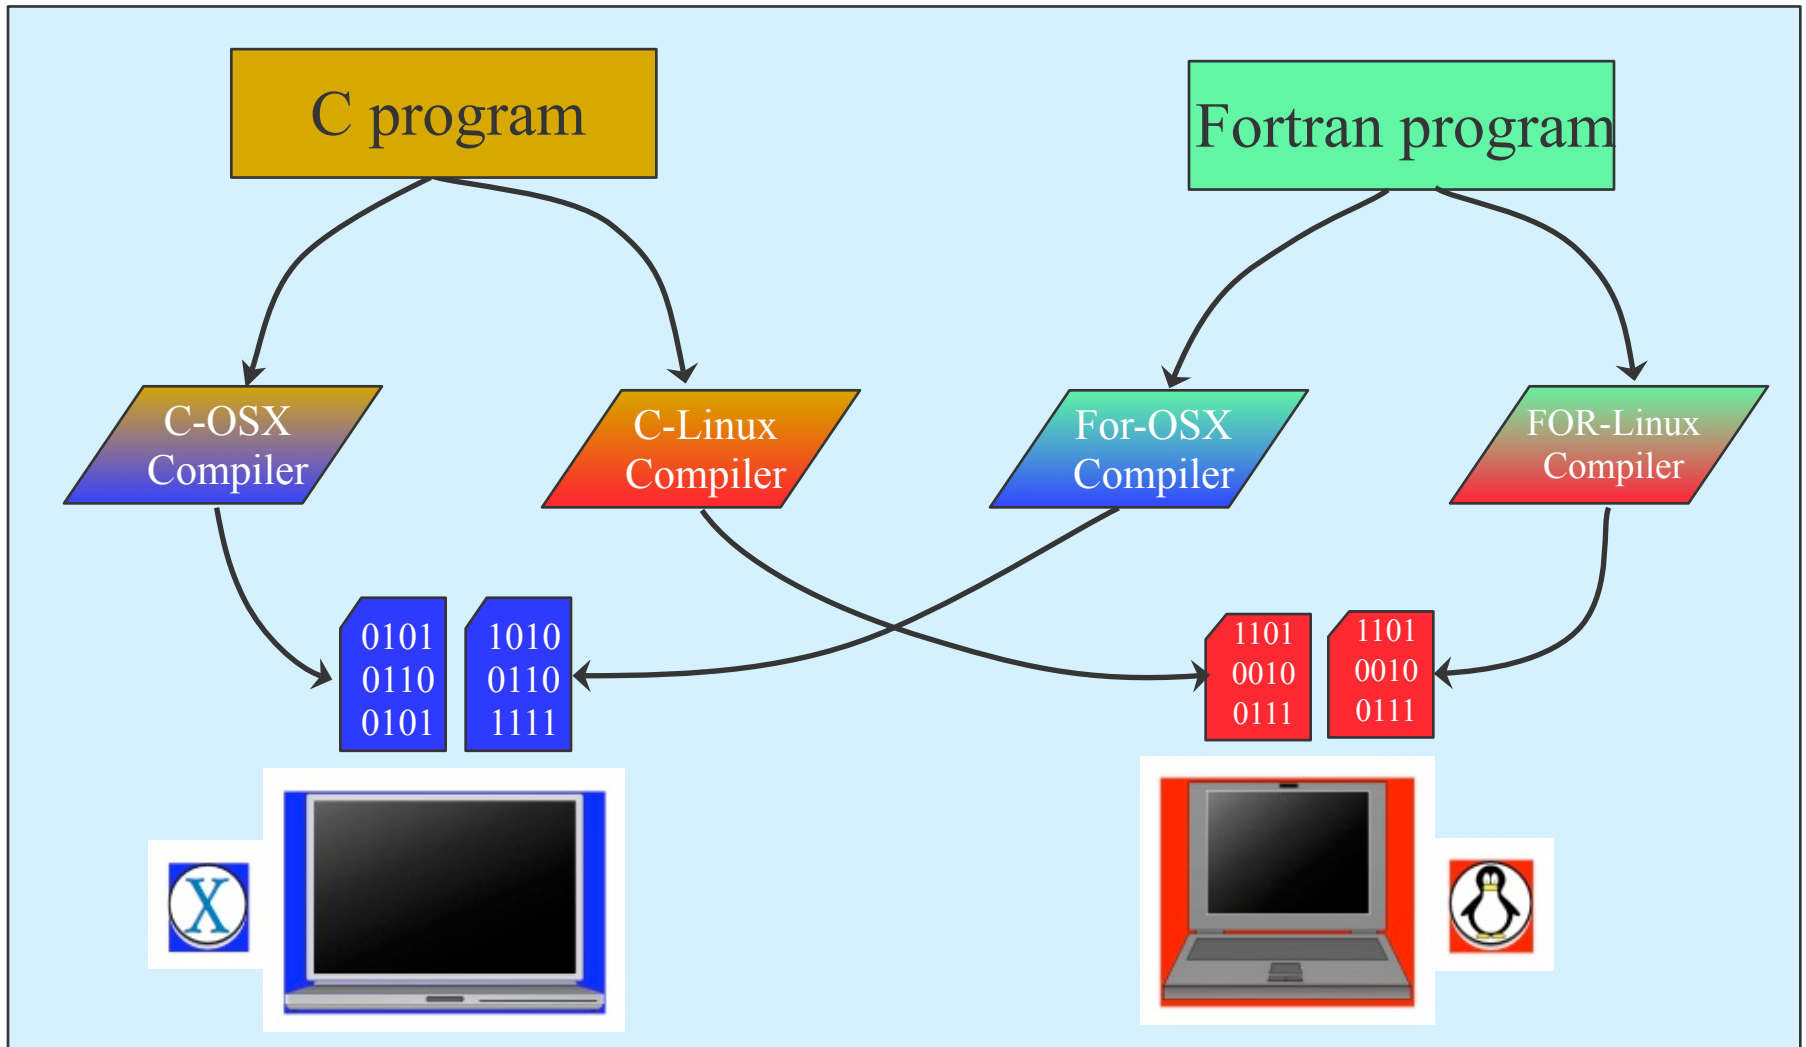 C program
Fortran program
C-OSX
Compiler
C-Linux
Compiler
For-OSX
Compiler
FOR-Linux
Compiler
0101
0110
0101
1010
0110
1111
1101
0010
0111
1101
0010
0111
X